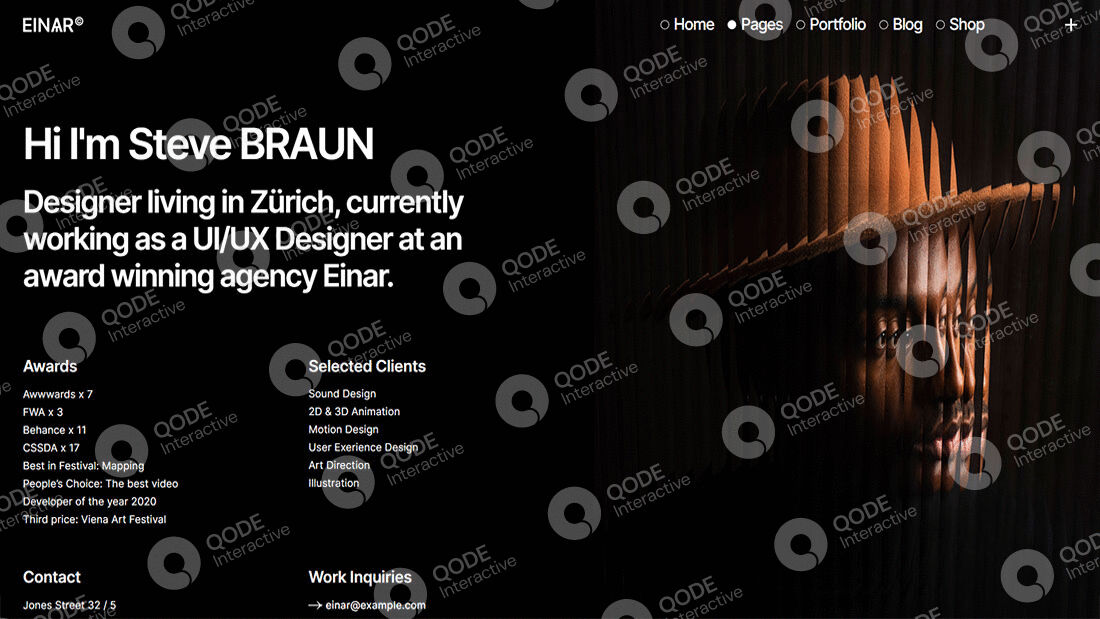 EINAR©
Home Pages Portfolio Blog Shop +
Hi I'm Steve BRAUN
Designer living in Zürich, currently
working as a UI/UX Designer at an
award winning agency Einar.
Awards
Awwwards x 7
FWA x 3
Behance x 11
CSSDA x 17
Best in Festival: Mapping
People's Choice: The best video
Developer of the year 2020
Third price: Viena Art Festival
Selected Clients
Sound Design
2D & 3D Animation
Motion Design
User Exerience Design
Art Direction
Illustration
Contact
Jones Street 32 / 5
Work Inquiries
→ einar@example.com
QODE
Interactive